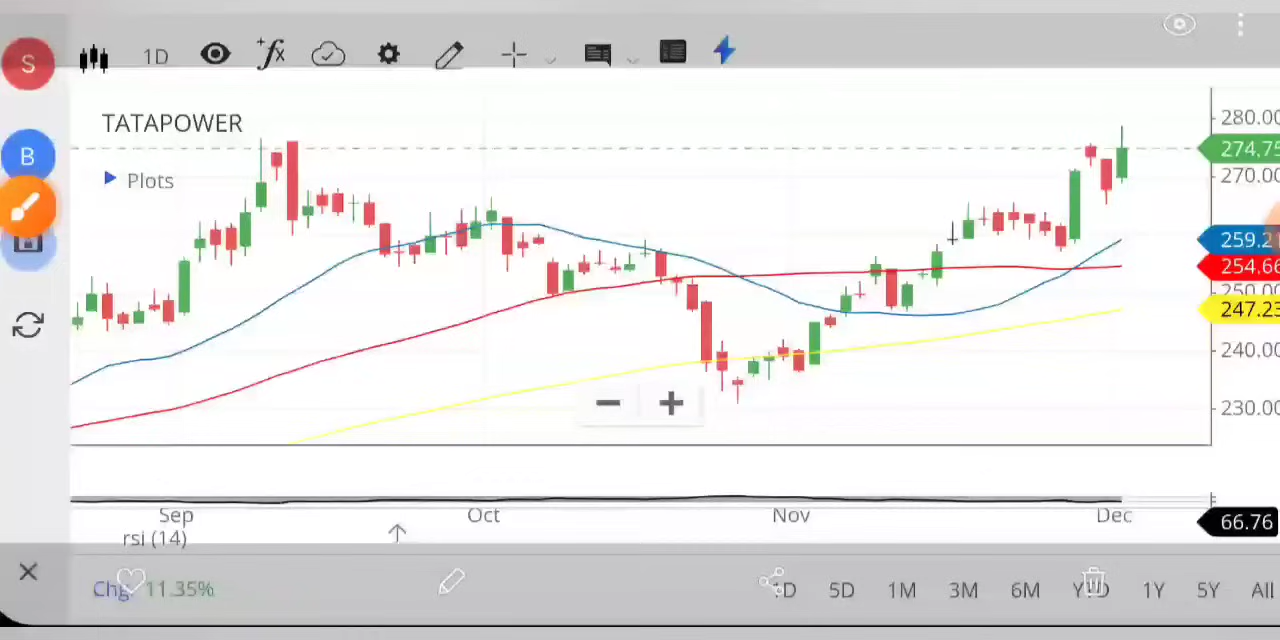 S
1D
fx
TATAPOWER
280.00
274.75
B
Plots
270.00
259.21
254.66
250.00
247.23
240.00
230.00
Sep Oct Nov Dec
66.76
rsi (14)
Chg 11.35%
1D 5D 1M 3M 6M YTD 1Y 5Y All